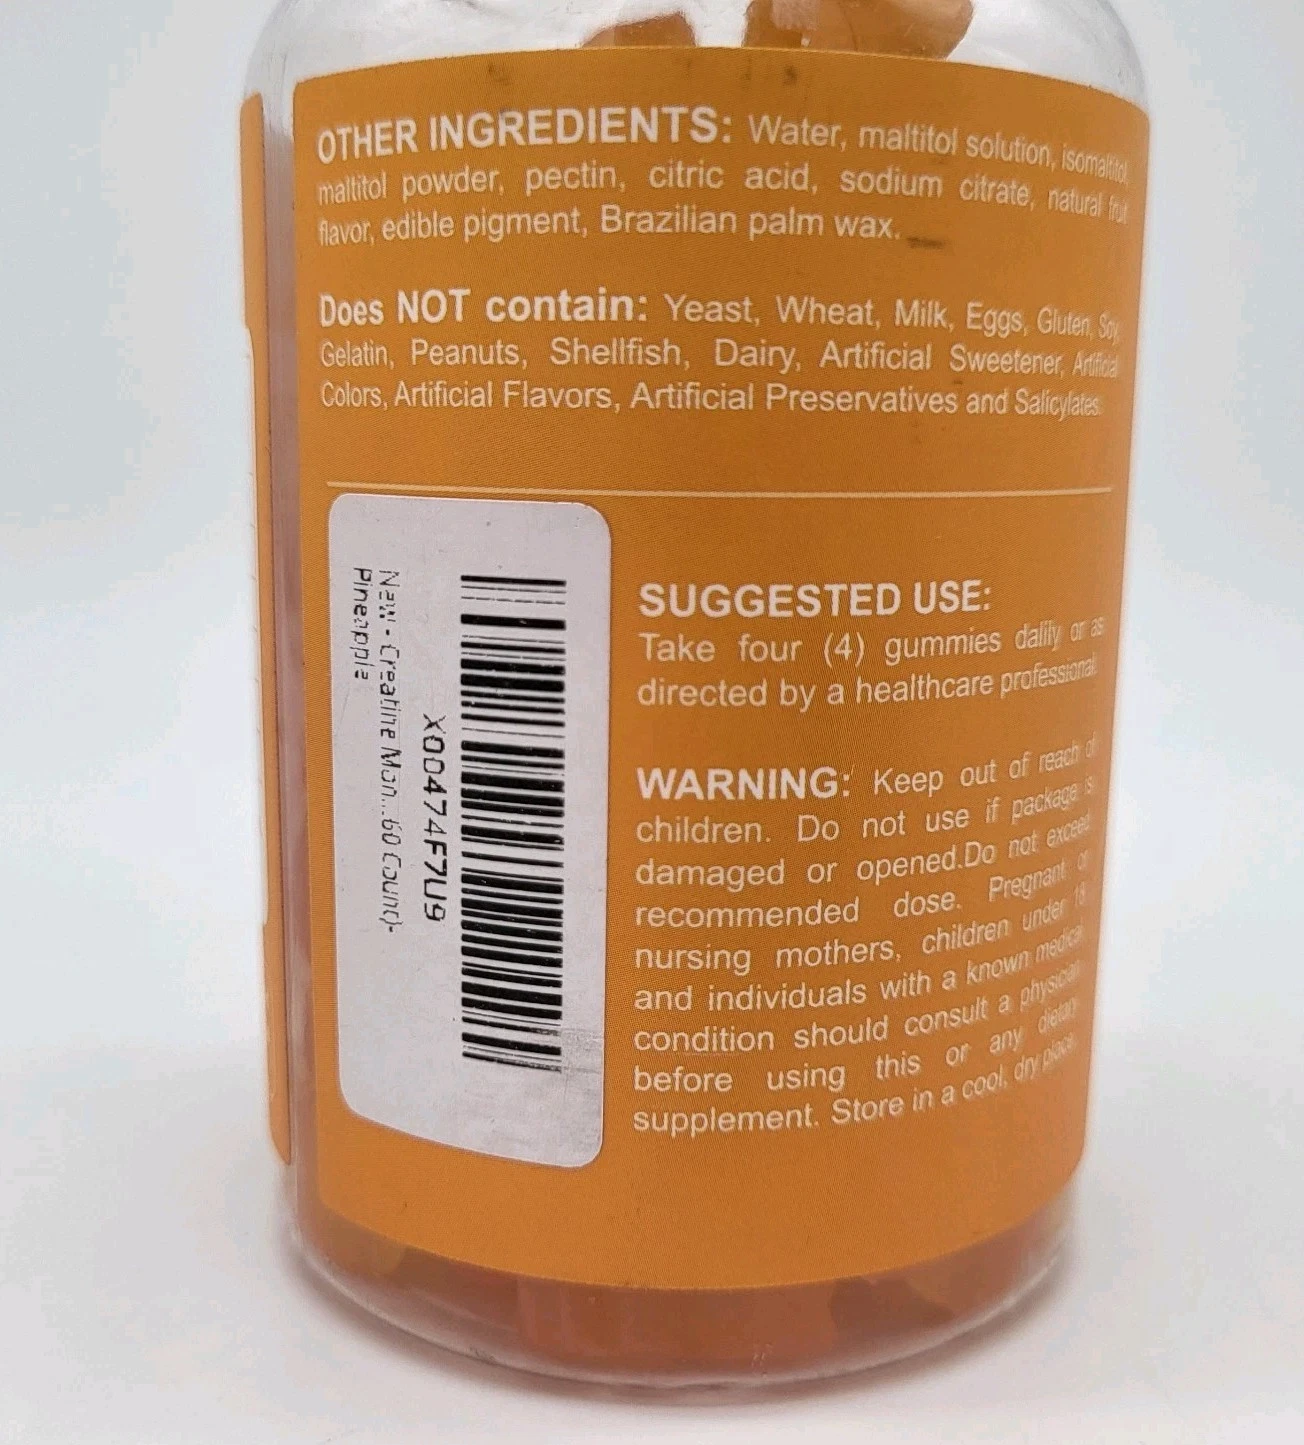 OTHER INGREDIENTS: Water, maltitol solution, isomaltitol,
maltitol powder, pectin, citric acid, sodium citrate, natural fruit
flavor, edible pigment, Brazilian palm wax.
Does NOT contain: Yeast, Wheat, Milk, Eggs, Gluten, Soy,
Gelatin, Peanuts, Shellfish, Dairy, Artificial Sweetener, Artificial
Colors, Artificial Flavors, Artificial Preservatives and Salicylates.
New - Creatine Mon...60 Count)-
Pineapple
X00474F7U9
SUGGESTED USE:
Take four (4) gummies dalily or as
directed by a healthcare professional.
WARNING: Keep out of reach of
children. Do not use if package is
damaged or opened.Do not exceed
recommended dose. Pregnant or
nursing mothers, children under 18
and individuals with a known medical
condition should consult a physician
before using this or any dietary
supplement. Store in a cool, dry place.